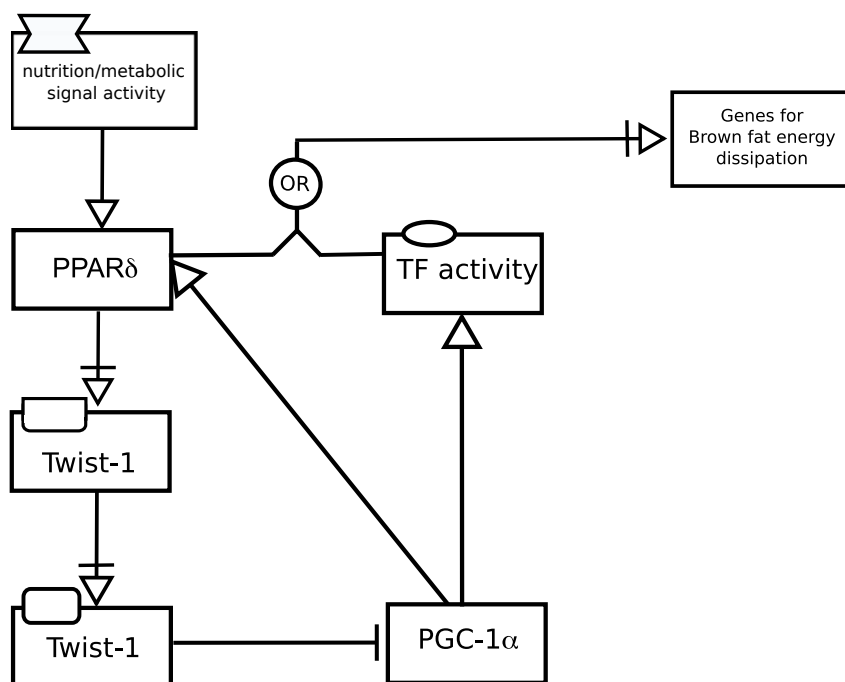 nutrition/metabolic
signal activity
Genes for
Brown fat energy
dissipation
OR
PPARδ
TF activity
Twist-1
Twist-1
PGC-1α